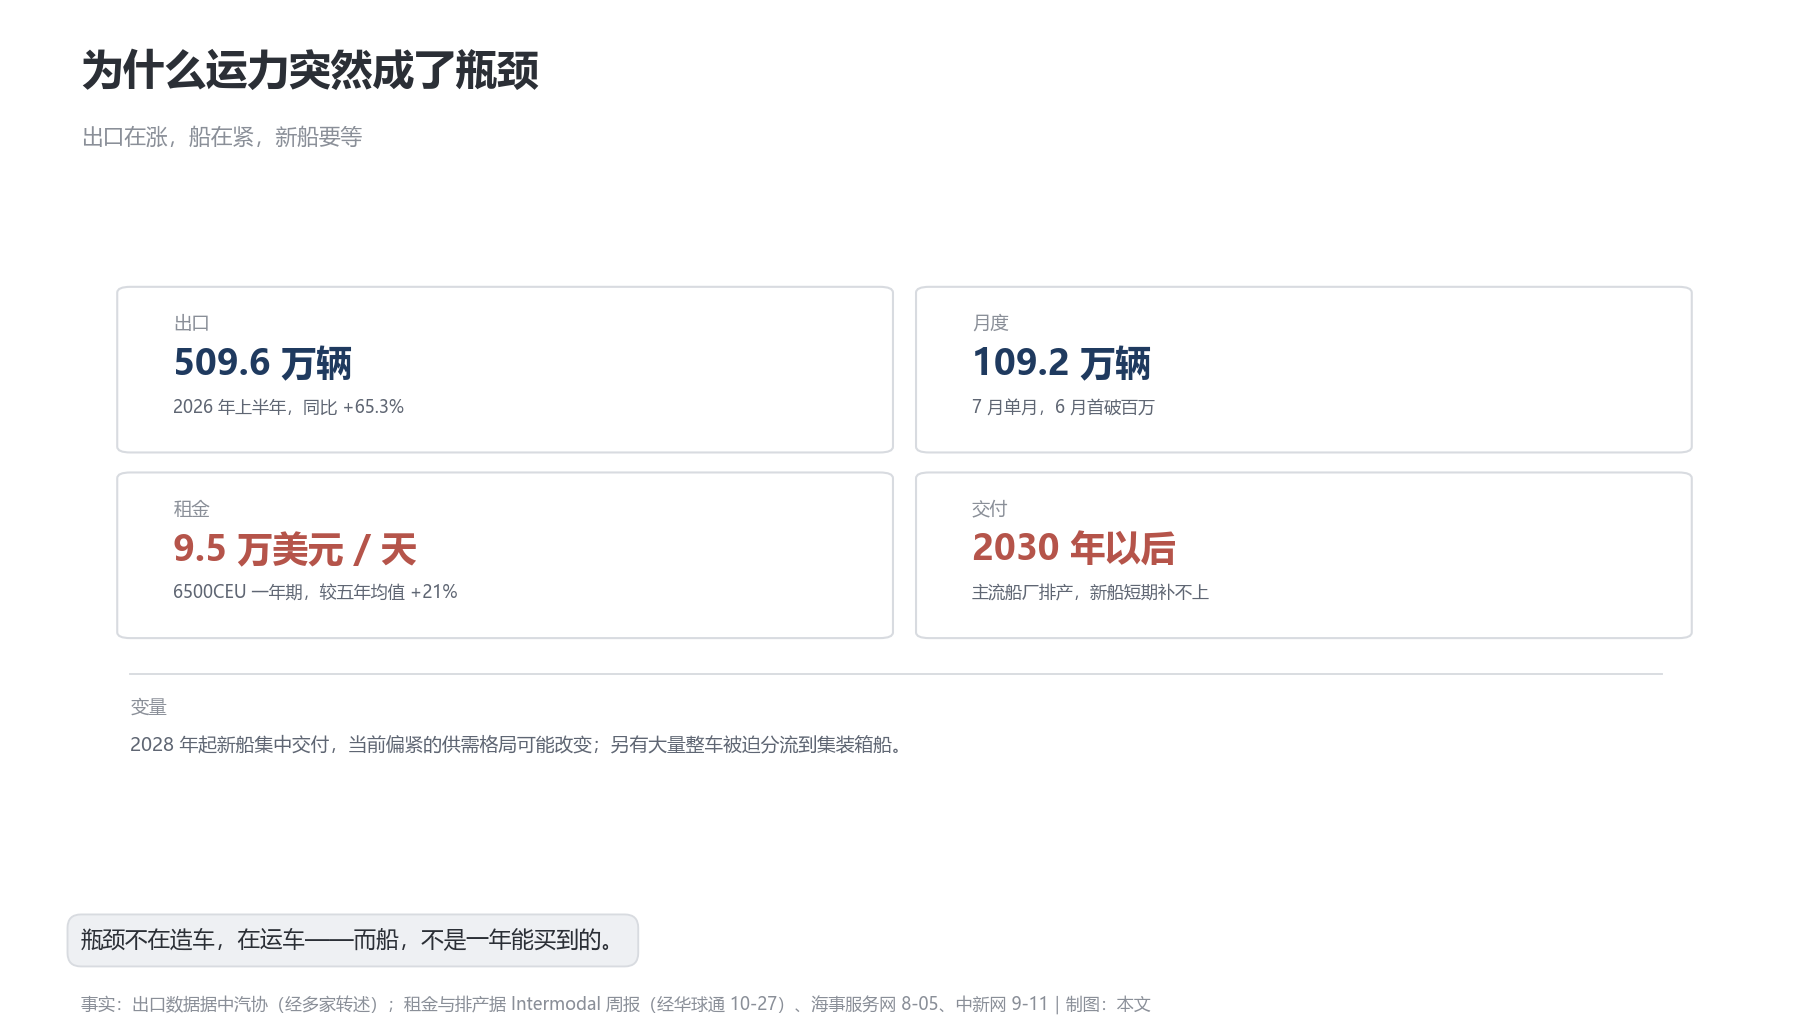 为什么运力突然成了瓶颈
出口在涨，船在紧，新船要等
出口
509.6 万辆
2026 年上半年，同比 +65.3%
月度
109.2 万辆
7 月单月，6 月首破百万
租金
9.5 万美元 / 天
6500CEU 一年期，较五年均值 +21%
交付
2030 年以后
主流船厂排产，新船短期补不上
变量
2028 年起新船集中交付，当前偏紧的供需格局可能改变；另有大量整车被迫分流到集装箱船。
瓶颈不在造车，在运车——而船，不是一年能买到的。
事实：出口数据据中汽协（经多家转述）；租金与排产据 Intermodal 周报（经华球通 10-27）、海事服务网 8-05、中新网 9-11 | 制图：本文